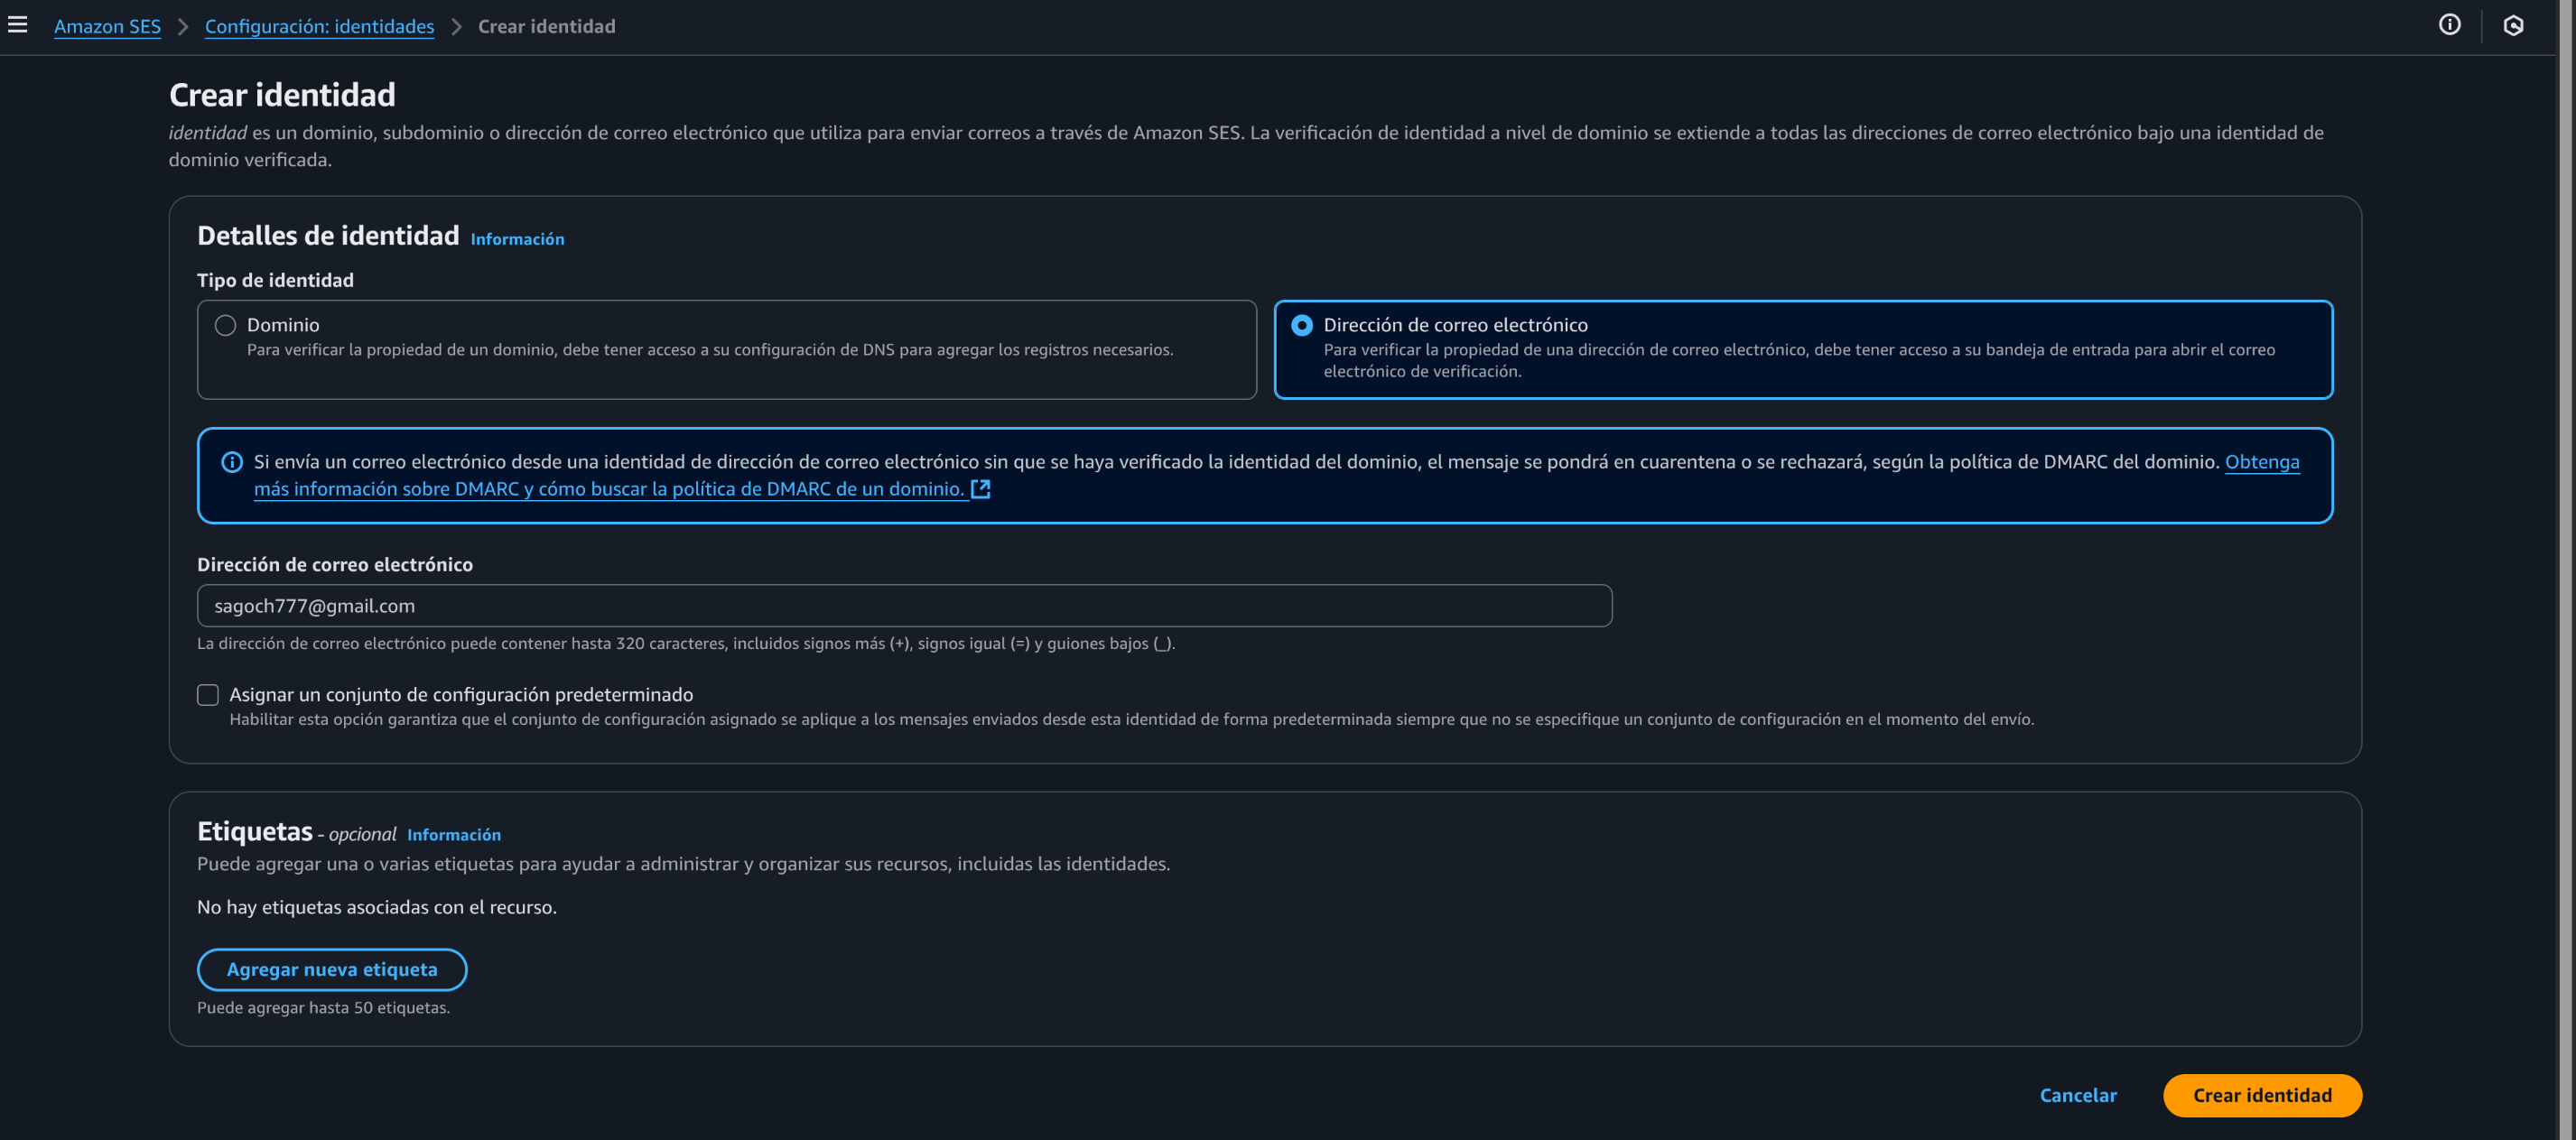 Amazon SES > Configuración: identidades > Crear identidad
Crear identidad
identidad es un dominio, subdominio o dirección de correo electrónico que utiliza para enviar correos a través de Amazon SES. La verificación de identidad a nivel de dominio se extiende a todas las direcciones de correo electrónico bajo una identidad de
dominio verificada.
Detalles de identidad Información
Tipo de identidad
Dominio
Para verificar la propiedad de un dominio, debe tener acceso a su configuración de DNS para agregar los registros necesarios.
Dirección de correo electrónico
Para verificar la propiedad de una dirección de correo electrónico, debe tener acceso a su bandeja de entrada para abrir el correo
electrónico de verificación.
Si envía un correo electrónico desde una identidad de dirección de correo electrónico sin que se haya verificado la identidad del dominio, el mensaje se pondrá en cuarentena o se rechazará, según la política de DMARC del dominio. Obtenga
más información sobre DMARC y cómo buscar la política de DMARC de un dominio.
Dirección de correo electrónico
sagoch777@gmail.com
La dirección de correo electrónico puede contener hasta 320 caracteres, incluidos signos más (+), signos igual (=) y guiones bajos (_).
Asignar un conjunto de configuración predeterminado
Habilitar esta opción garantiza que el conjunto de configuración asignado se aplique a los mensajes enviados desde esta identidad de forma predeterminada siempre que no se especifique un conjunto de configuración en el momento del envío.
Etiquetas - opcional Información
Puede agregar una o varias etiquetas para ayudar a administrar y organizar sus recursos, incluidas las identidades.
No hay etiquetas asociadas con el recurso.
Agregar nueva etiqueta
Puede agregar hasta 50 etiquetas.
Cancelar
Crear identidad